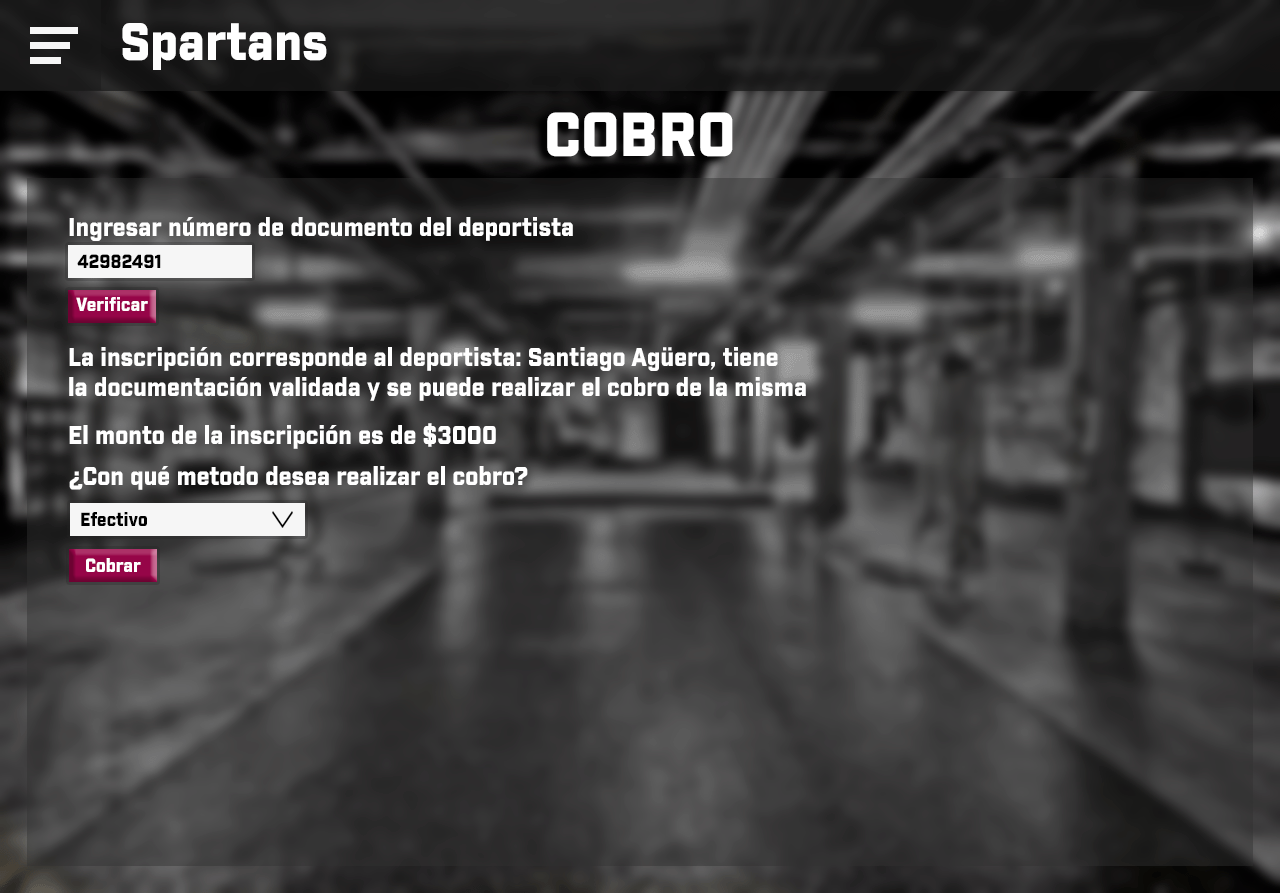 Spartans
COBRO
Ingresar número de documento del deportista
42982491
Verificar
La inscripción corresponde al deportista: Santiago Agüero, tiene
la documentación validada y se puede realizar el cobro de la misma
El monto de la inscripción es de $3000
¿Con qué metodo desea realizar el cobro?
Efectivo
Cobrar